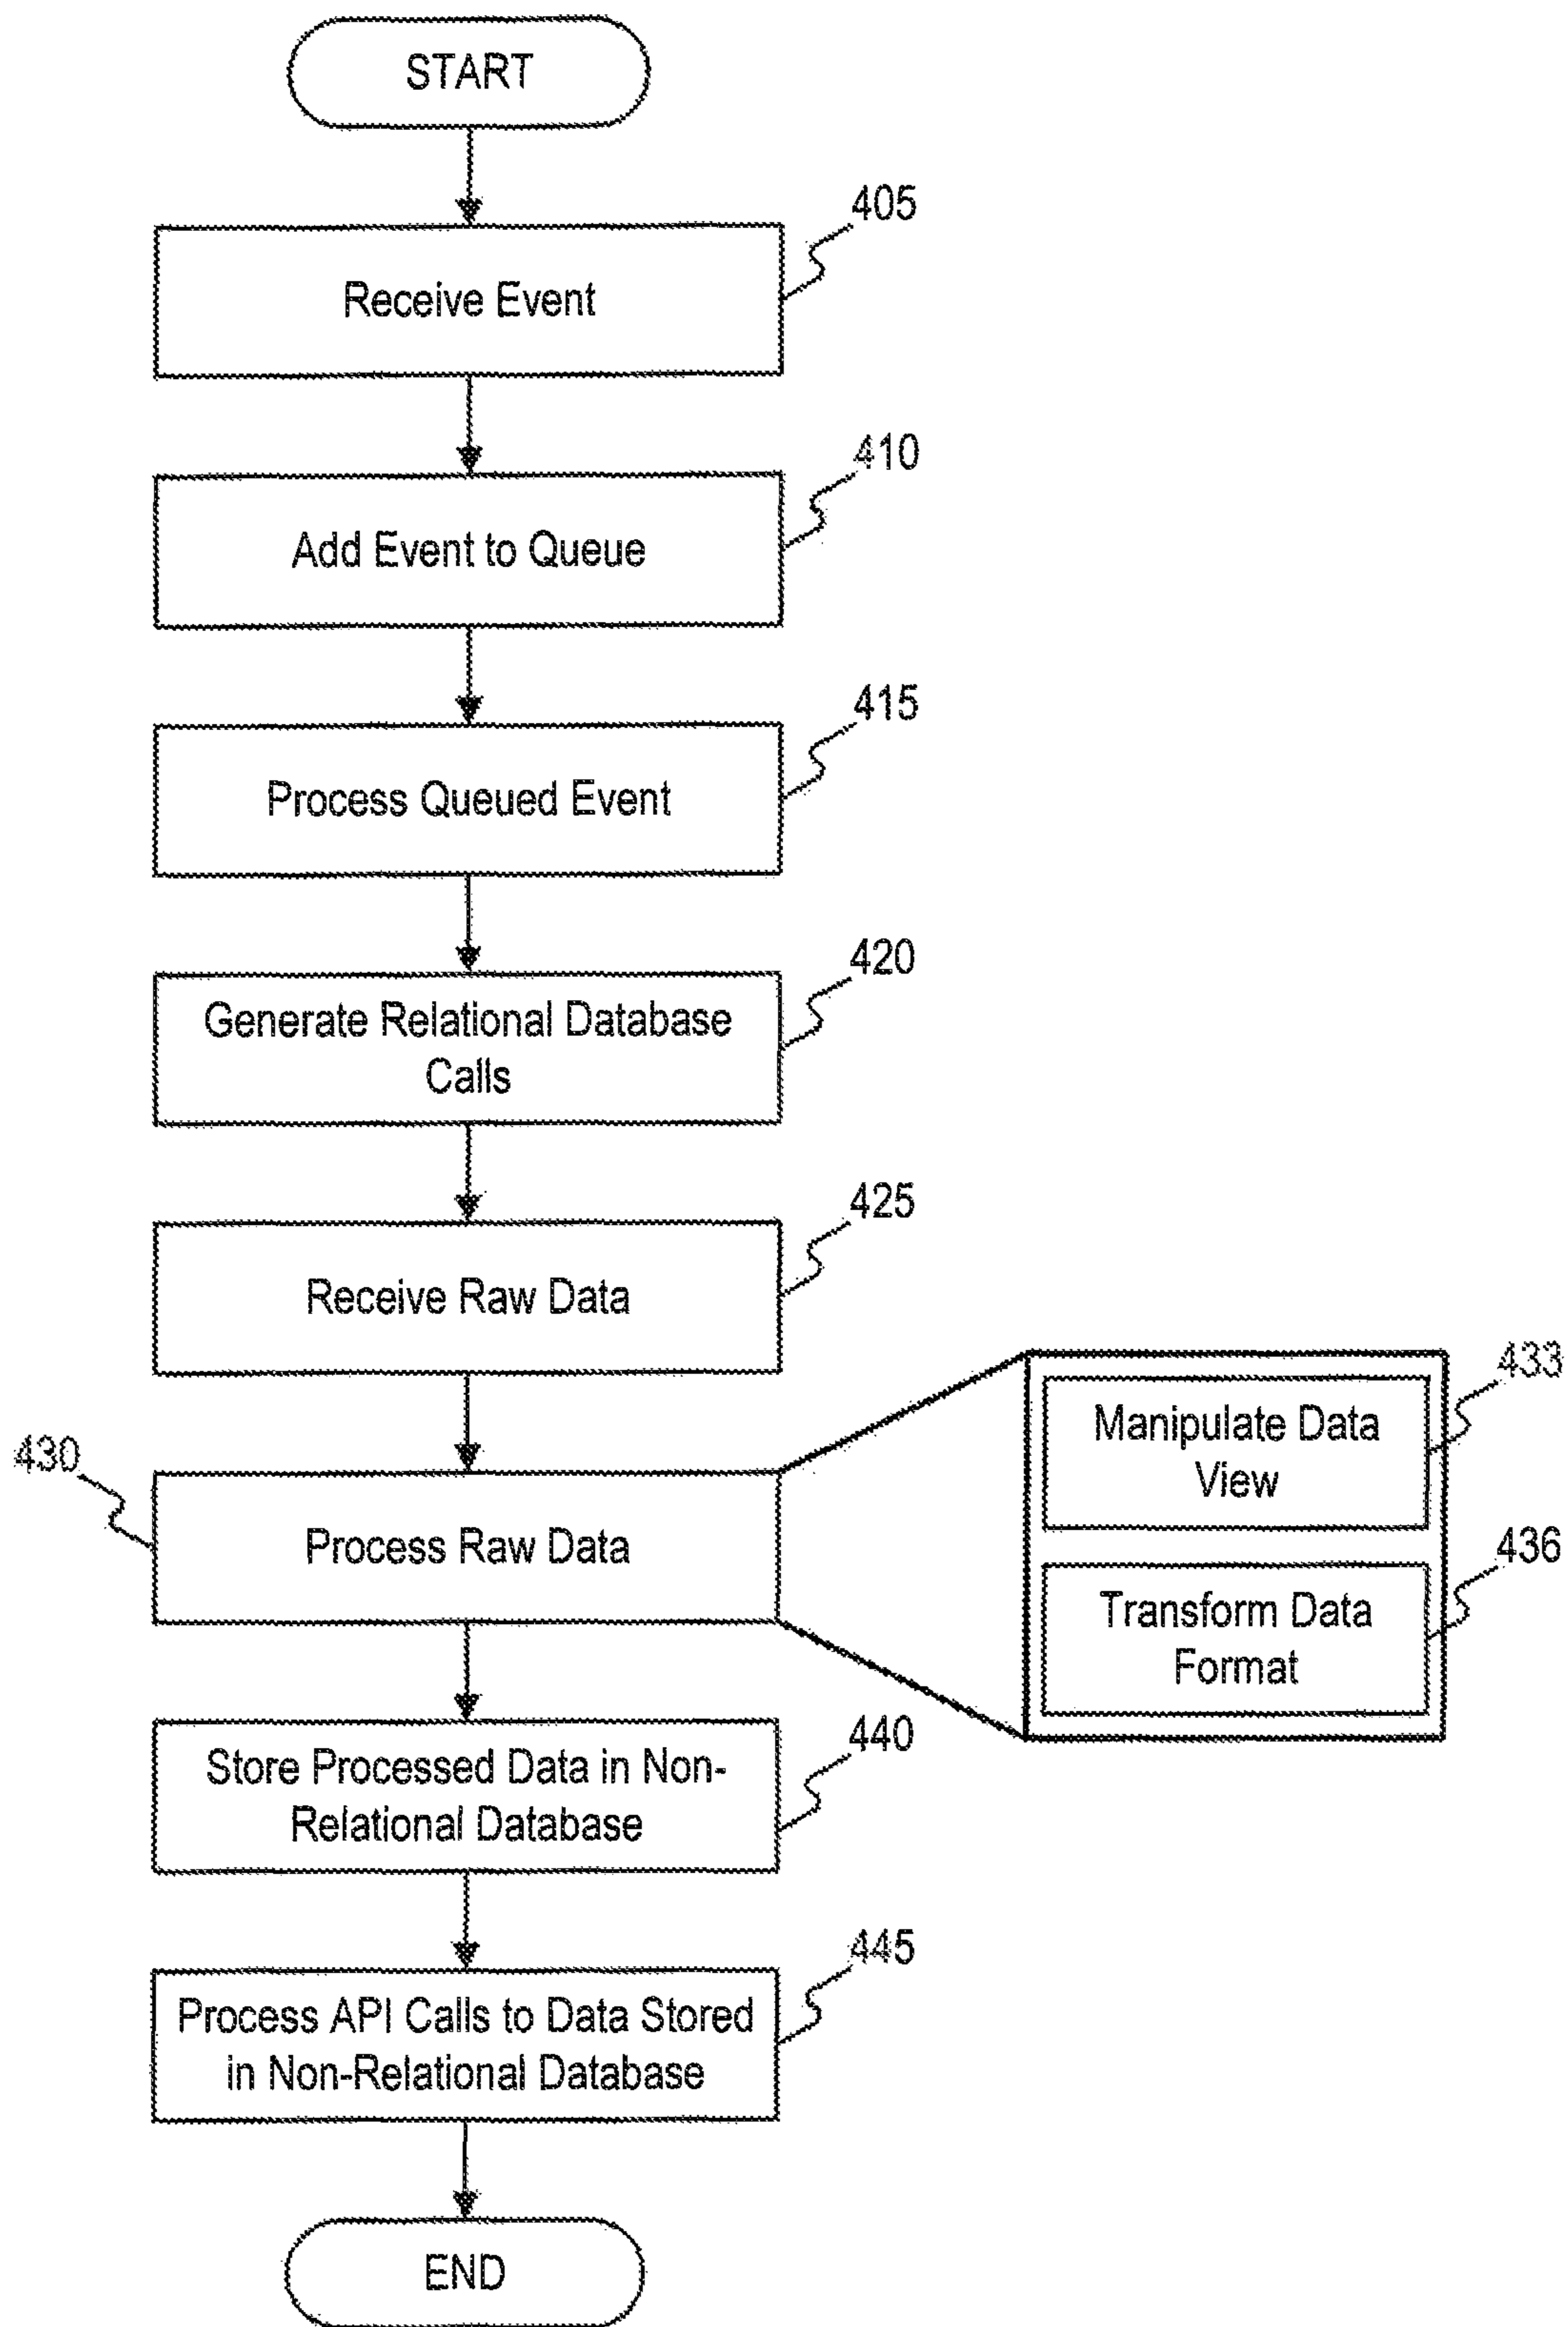 START
405
Receive Event
410
Add Event to Queue
415
Process Queued Event
420
Generate Relational Database
Calls
425
Receive Raw Data
433
Manipulate Data
View
430
Process Raw Data
436
Transform Data
Format
440
Store Processed Data in Non-
Relational Database
445
Process API Calls to Data Stored
in Non-Relational Database
END